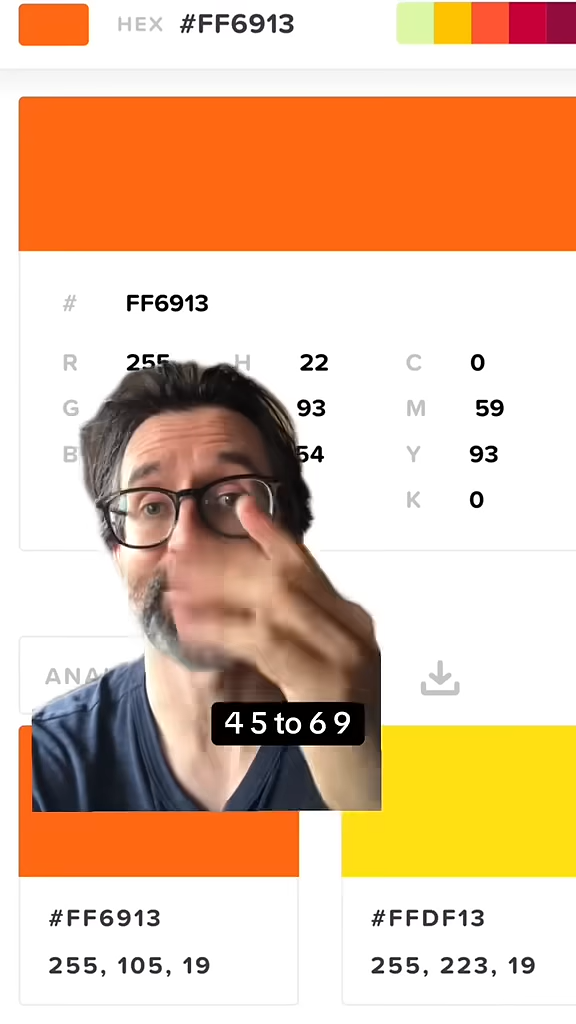 HEX #FF6913
# FF6913
R 255 H 22 C 0
G 93 M 59
B 54 Y 93
K 0
4 5 to 6 9
#FF6913 #FFDF13
255, 105, 19 255, 223, 19